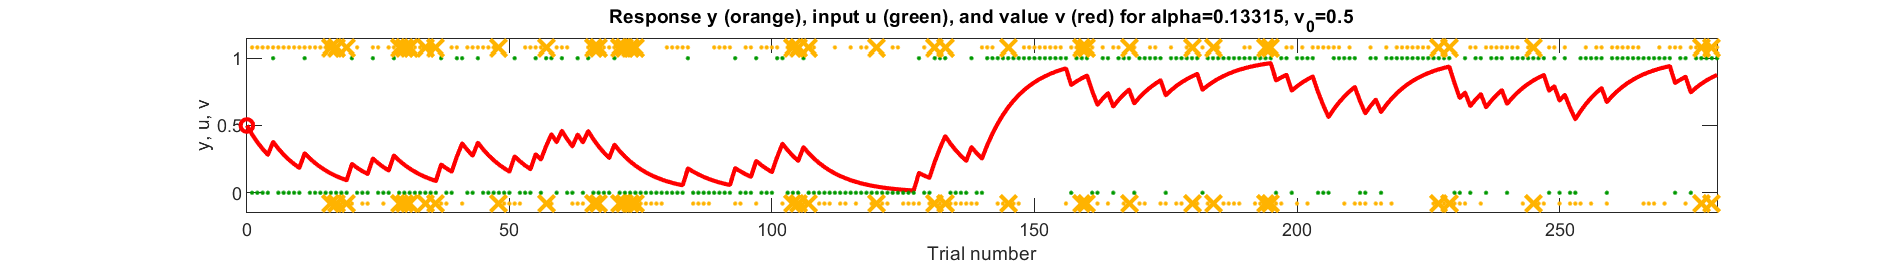 Response y (orange), input u (green), and value v (red) for alpha=0.13315, v0=0.5
y, u, v
1
0.5
0
0 50 100 150 200 250
Trial number